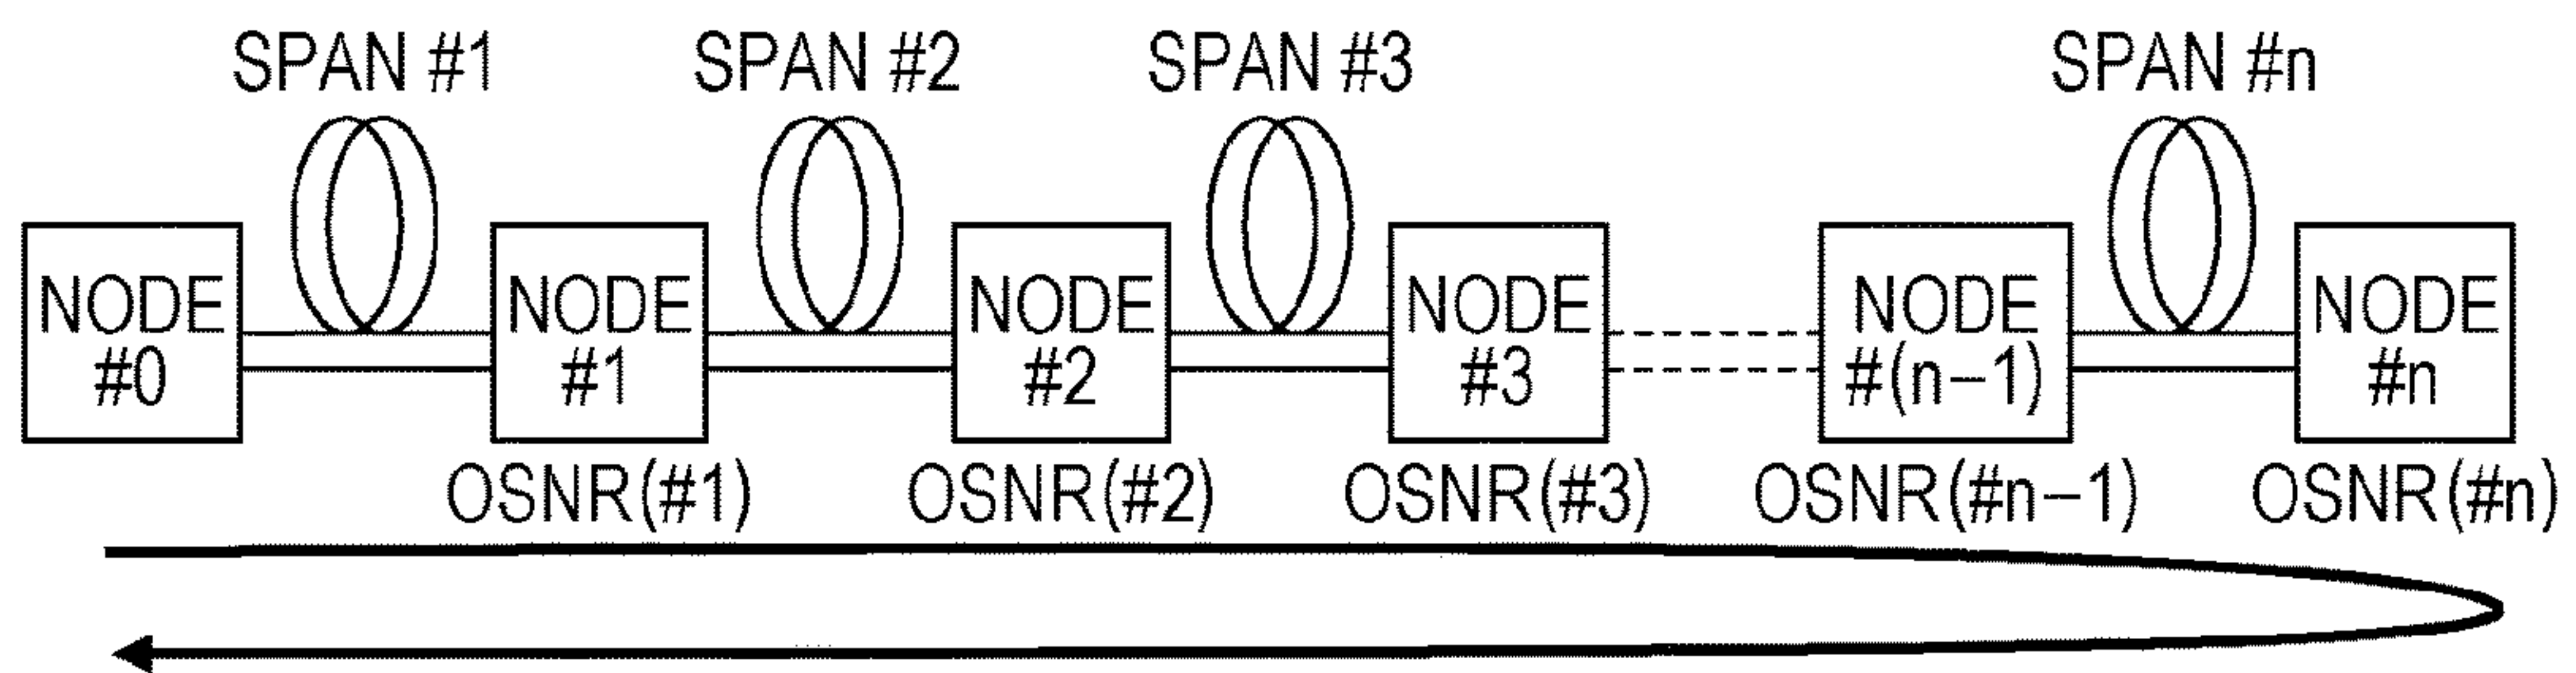 SPAN #1
SPAN #2
SPAN #3
SPAN #n
NODE
#0
NODE
#1
NODE
#2
NODE
#3
NODE
#(n−1)
NODE
#n
OSNR(#1)
OSNR(#2)
OSNR(#3)
OSNR(#n−1)
OSNR(#n)